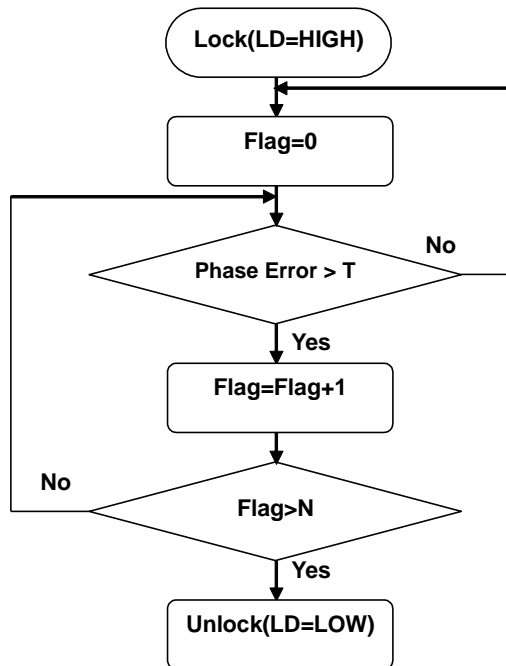 Lock(LD=HIGH)
Flag=0
No
Phase Error > T
Yes
Flag=Flag+1
No
Flag>N
Yes
Unlock(LD=LOW)